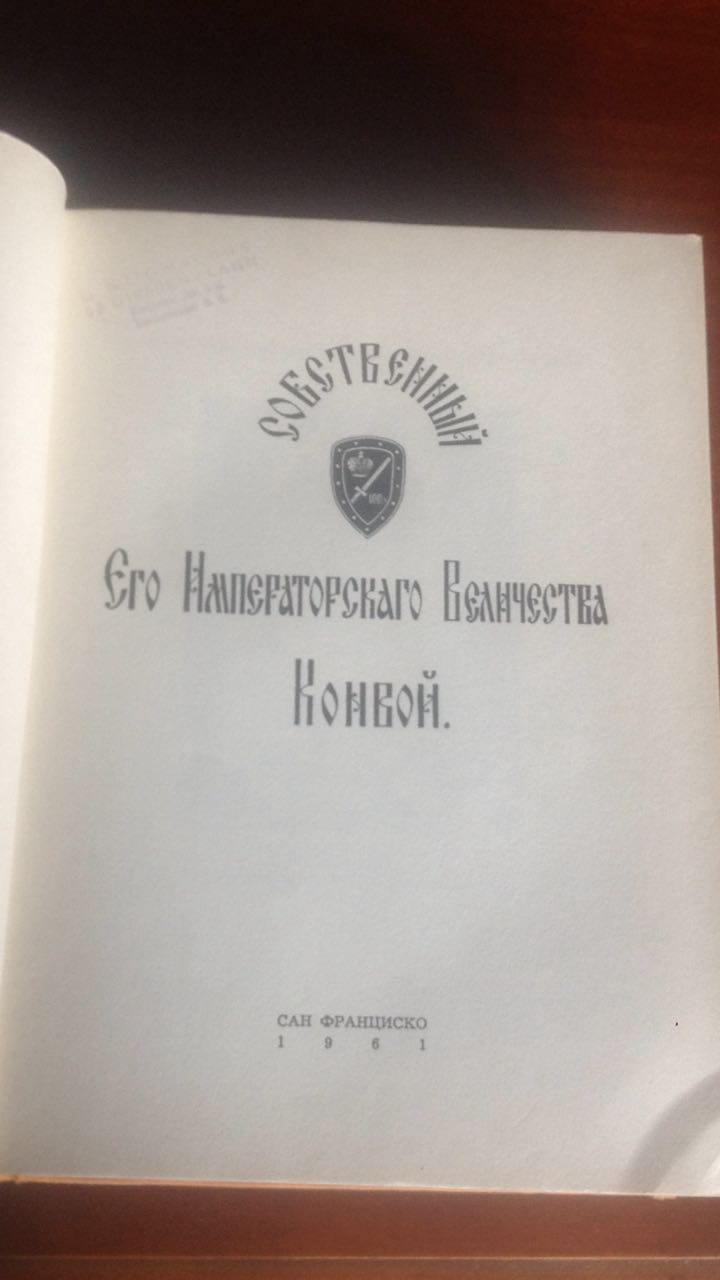 СОБСТВЕННЫЙ
Его Императорскаго Величества
Конвой.
САН ФРАНЦИСКО
1961